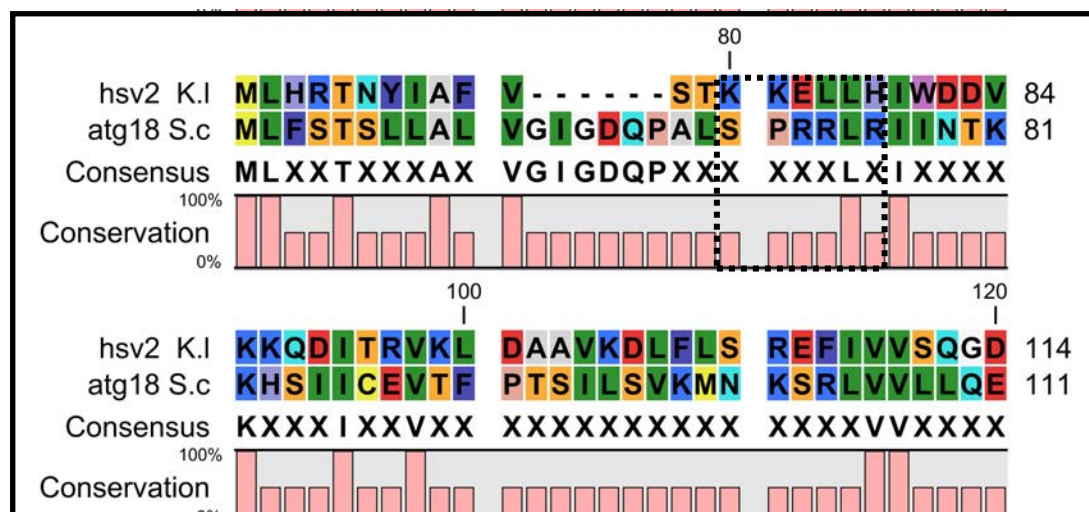 80
hsv2 K.l MLHRTNYIAF V------STK KELLHIWDDV 84
atg18 S.c MLFSTSLLAL VGIGDQPALS PRRLRIINTK 81
Consensus MLXXTXXXAX VGIGDQPXXX XXXLXIXXXX
100%
Conservation
0%
100 120
hsv2 K.l KKQDITRVKL DAAVKDLFLS REFIVVSQGD 114
atg18 S.c KHSIICEVTF PTSILSVKMN KSRLVVLLQE 111
Consensus KXXXIXXVXX XXXXXXXXXX XXXXVVXXXX
100%
Conservation